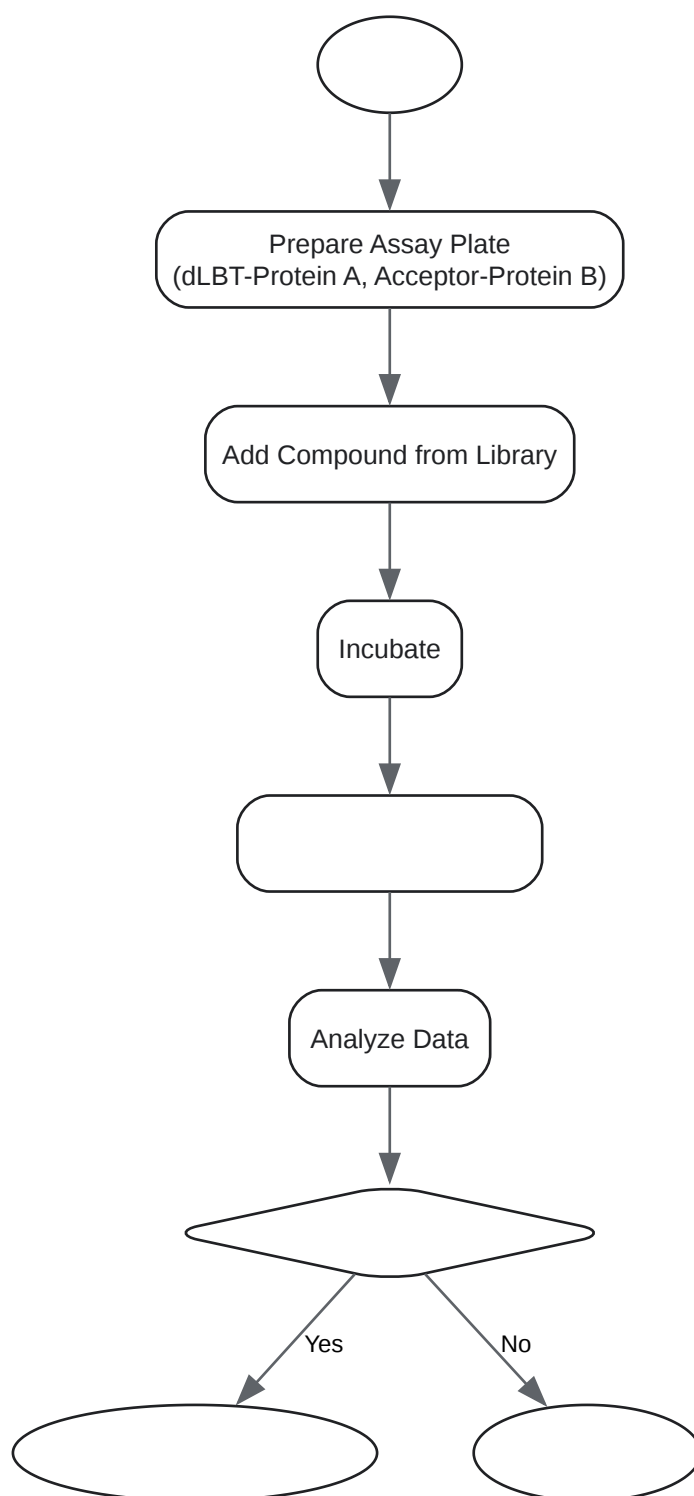 Prepare Assay Plate
(dLBT-Protein A, Acceptor-Protein B)
Add Compound from Library
Incubate
Analyze Data
Yes
No